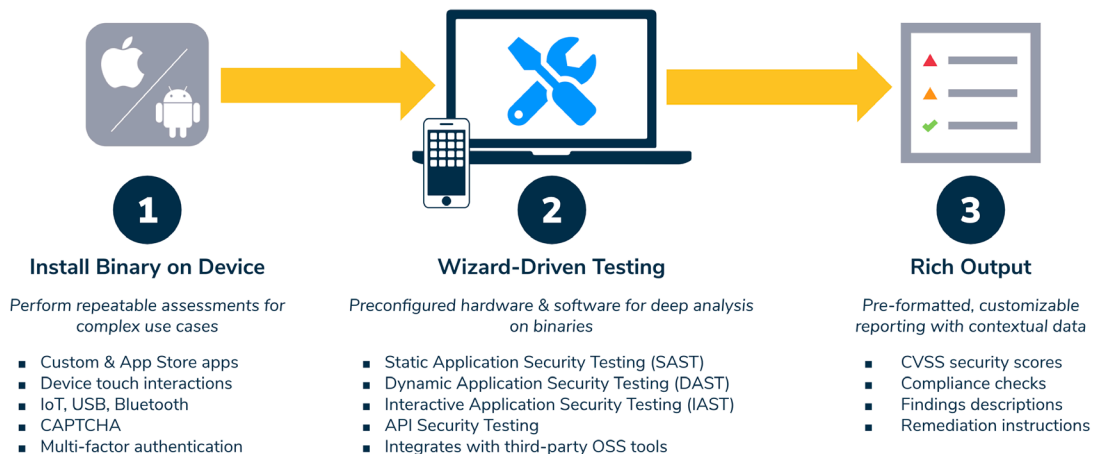 1
Install Binary on Device
Perform repeatable assessments for
complex use cases
Custom & App Store apps
Device touch interactions
IoT, USB, Bluetooth
CAPTCHA
Multi-factor authentication
2
Wizard-Driven Testing
Preconfigured hardware & software for deep analysis
on binaries
Static Application Security Testing (SAST)
Dynamic Application Security Testing (DAST)
Interactive Application Security Testing (IAST)
API Security Testing
Integrates with third-party OSS tools
3
Rich Output
Pre-formatted, customizable
reporting with contextual data
CVSS security scores
Compliance checks
Findings descriptions
Remediation instructions